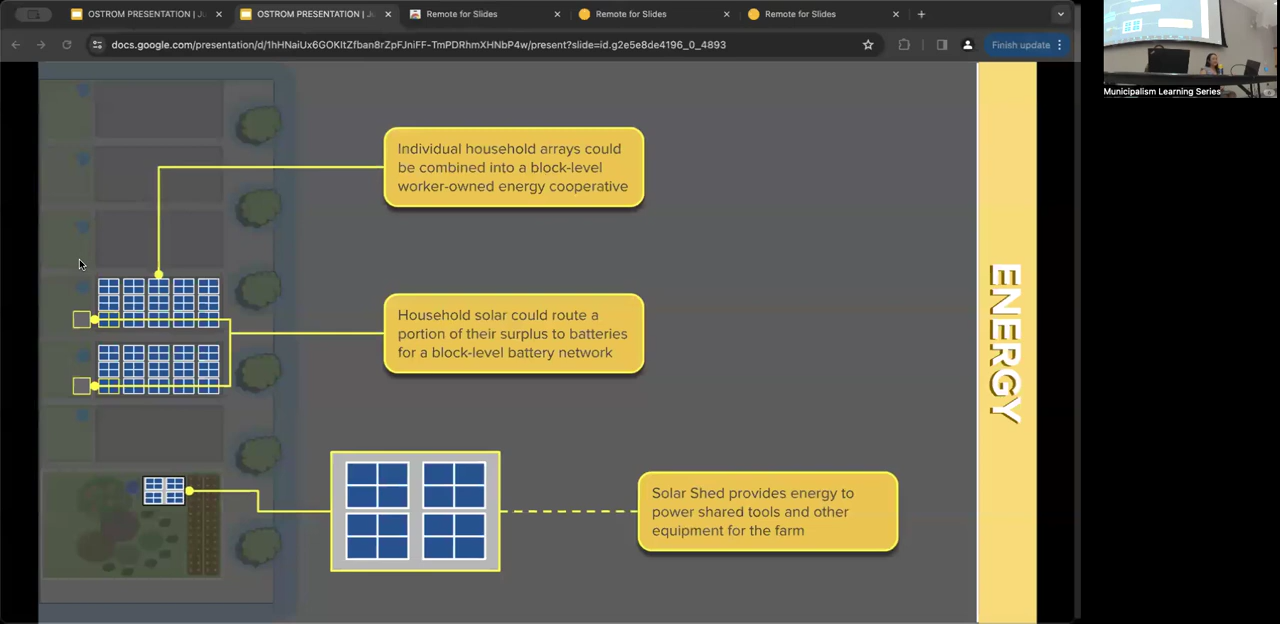 OSTROM PRESENTATION | J
OSTROM PRESENTATION | J
Remote for Slides
Remote for Slides
Remote for Slides
docs.google.com/presentation/d/1hHNaiUx6GOKItZfban8rZpFJniFF-TmPDRhmXHNbP4w/present?slide=id.g2e5e8de4196_0_4893
Finish update
Municipalism Learning Series
Individual household arrays could
be combined into a block-level
worker-owned energy cooperative
Household solar could route a
portion of their surplus to batteries
for a block-level battery network
Solar Shed provides energy to
power shared tools and other
equipment for the farm
ENERGY